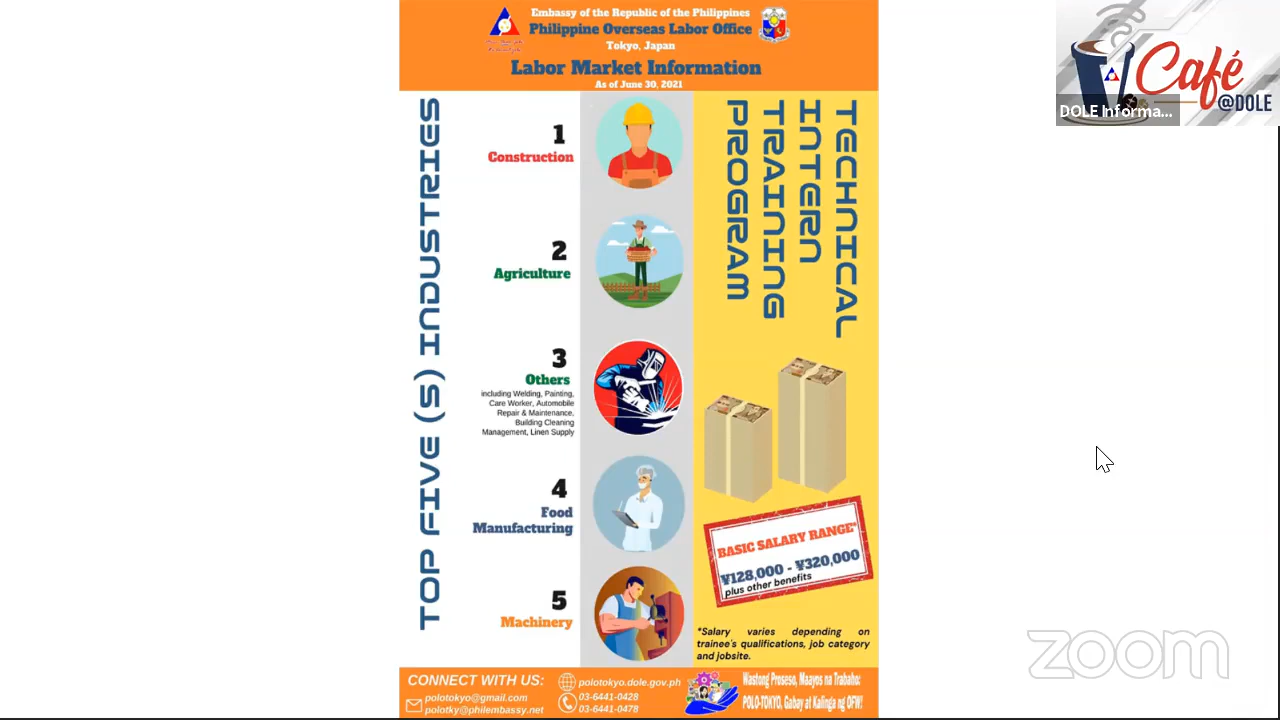 Embassy of the Republic of the Philippines
Philippine Overseas Labor Office
Tokyo, Japan
Labor Market Information
As of June 30, 2021
Café
@DOLE
DOLE Informa...
TOP FIVE (5) INDUSTRIES
1
Construction
2
Agriculture
3
Others
including Welding, Painting,
Care Worker, Automobile
Repair & Maintenance,
Building Cleaning
Management, Linen Supply
4
Food
Manufacturing
5
Machinery
TECHNICAL
INTERN
TRAINING
PROGRAM
BASIC SALARY RANGE*
¥128,000 - ¥320,000
plus other benefits
*Salary varies depending on
trainee's qualifications, job category
and jobsite.
CONNECT WITH US:
polotokyo@gmail.com
polotky@philembassy.net
polotokyo.dole.gov.ph
03-6441-0428
03-6441-0478
Wastong Proseso, Maayos na Trabaho:
POLO-TOKYO, Gabay at Kalinga ng OFW!
zoom